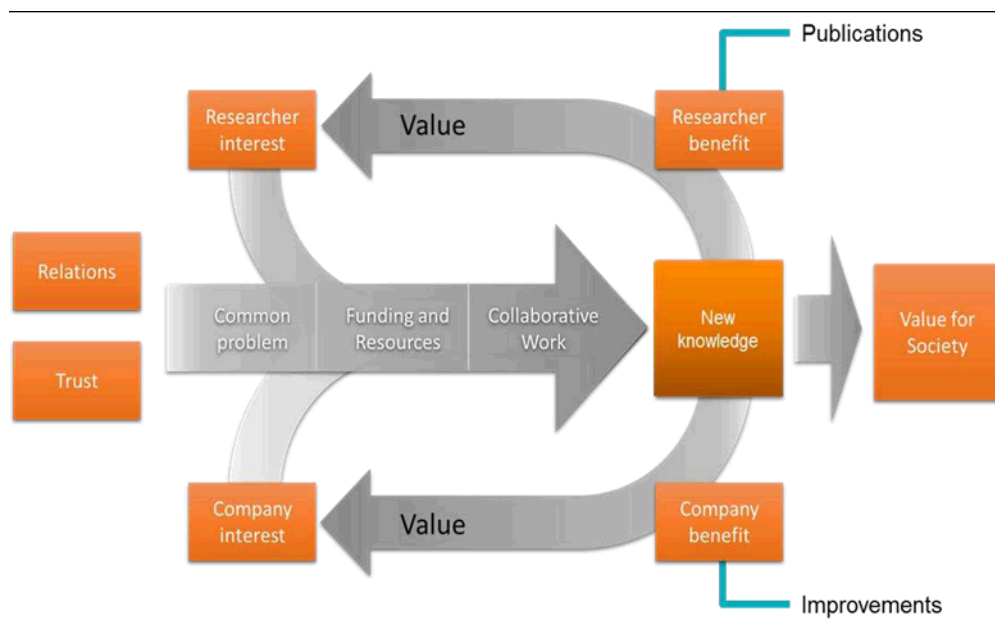 Publications
Researcher
interest
Value
Researcher
benefit
Relations
Trust
Common
problem
Funding and
Resources
Collaborative
Work
New
knowledge
Value for
Society
Company
interest
Value
Company
benefit
Improvements